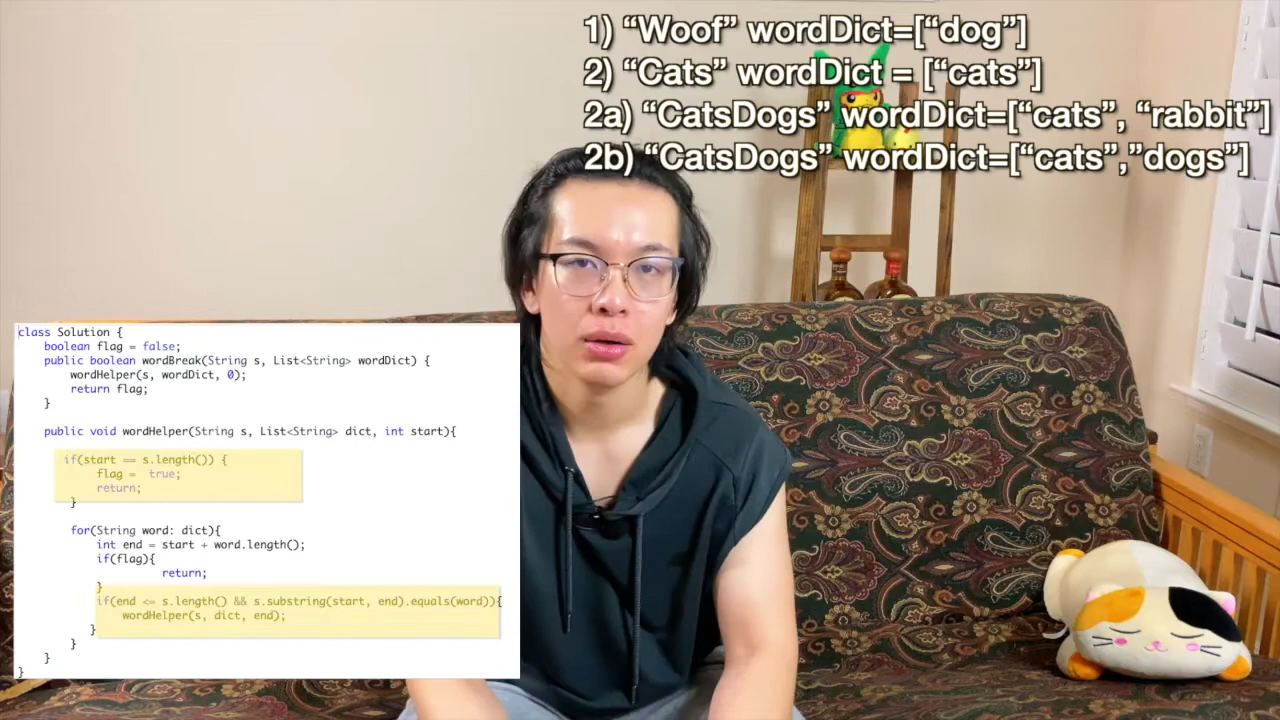 1) “Woof” wordDict=[“dog”]
2) “Cats” wordDict = [“cats”]
2a) “CatsDogs” wordDict=[“cats”, “rabbit”]
2b) “CatsDogs” wordDict=[“cats”,”dogs”]
class Solution {
boolean flag = false;
public boolean wordBreak(String s, List<String> wordDict) {
wordHelper(s, wordDict, 0);
return flag;
}
public void wordHelper(String s, List<String> dict, int start){
if(start == s.length()) {
flag = true;
return;
}
for(String word: dict){
int end = start + word.length();
if(flag){
return;
}
if(end <= s.length() && s.substring(start, end).equals(word)){
wordHelper(s, dict, end);
}
}
}
}